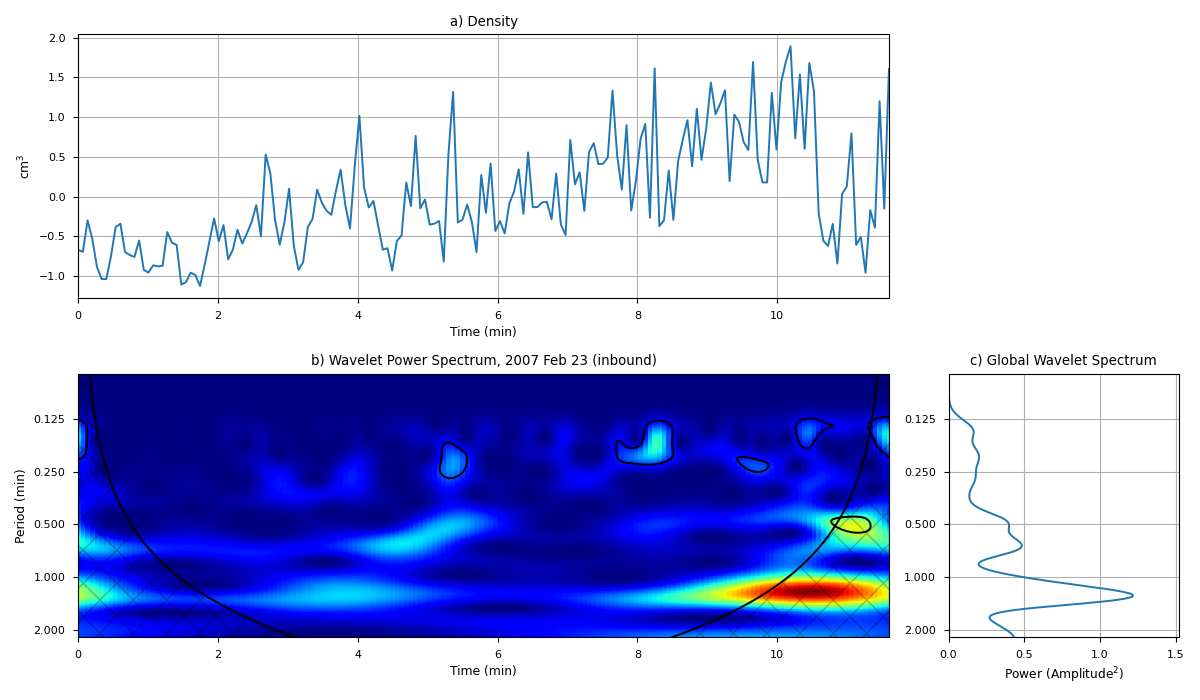 a) Density
2.0
1.5
1.0
0.5
0.0
−0.5
−1.0
cm³
0 2 4 6 8 10
Time (min)
b) Wavelet Power Spectrum, 2007 Feb 23 (inbound)
0.125
0.250
0.500
1.000
2.000
Period (min)
0 2 4 6 8 10
Time (min)
c) Global Wavelet Spectrum
0.125
0.250
0.500
1.000
2.000
0.0 0.5 1.0 1.5
Power (Amplitude²)